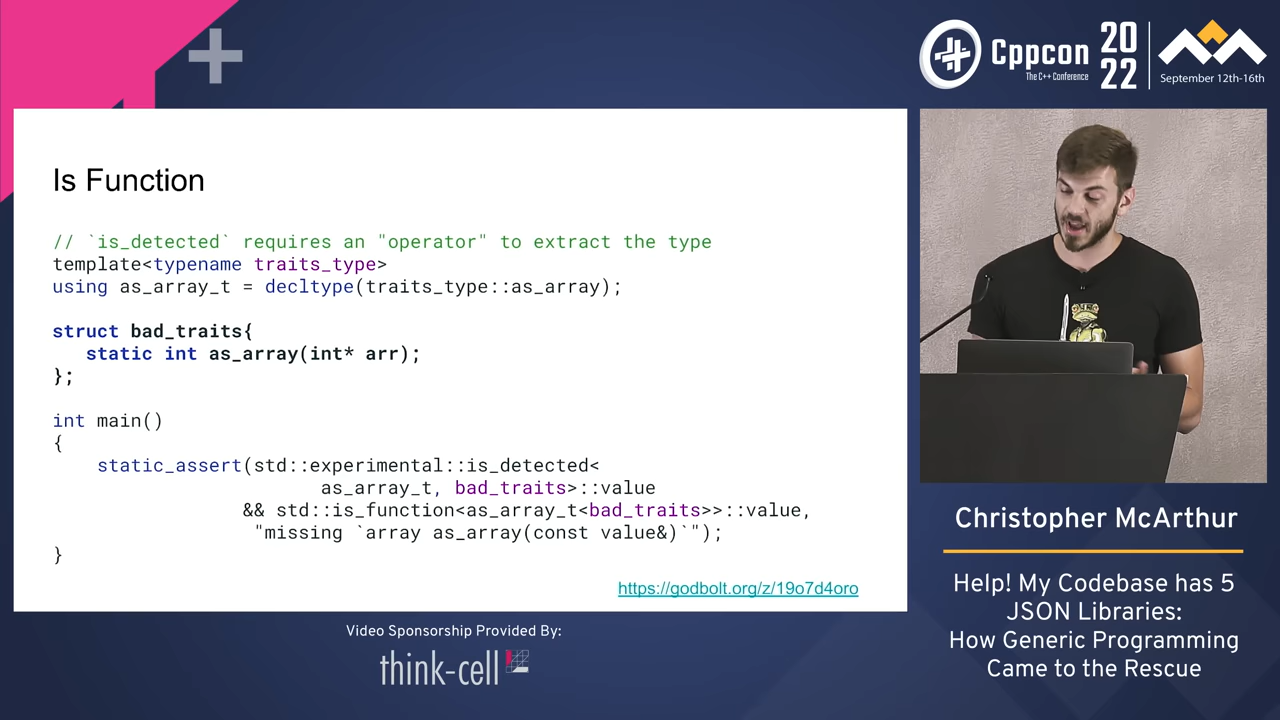 Cppcon
The C++ Conference
20
22
September 12th-16th
Is Function
// `is_detected` requires an "operator" to extract the type
template<typename traits_type>
using as_array_t = decltype(traits_type::as_array);
struct bad_traits{
static int as_array(int* arr);
};
int main()
{
static_assert(std::experimental::is_detected<
as_array_t, bad_traits>::value
&& std::is_function<as_array_t<bad_traits>>::value,
"missing `array as_array(const value&)`");
}
https://godbolt.org/z/19o7d4oro
Christopher McArthur
Help! My Codebase has 5
JSON Libraries:
How Generic Programming
Came to the Rescue
Video Sponsorship Provided By:
think-cell